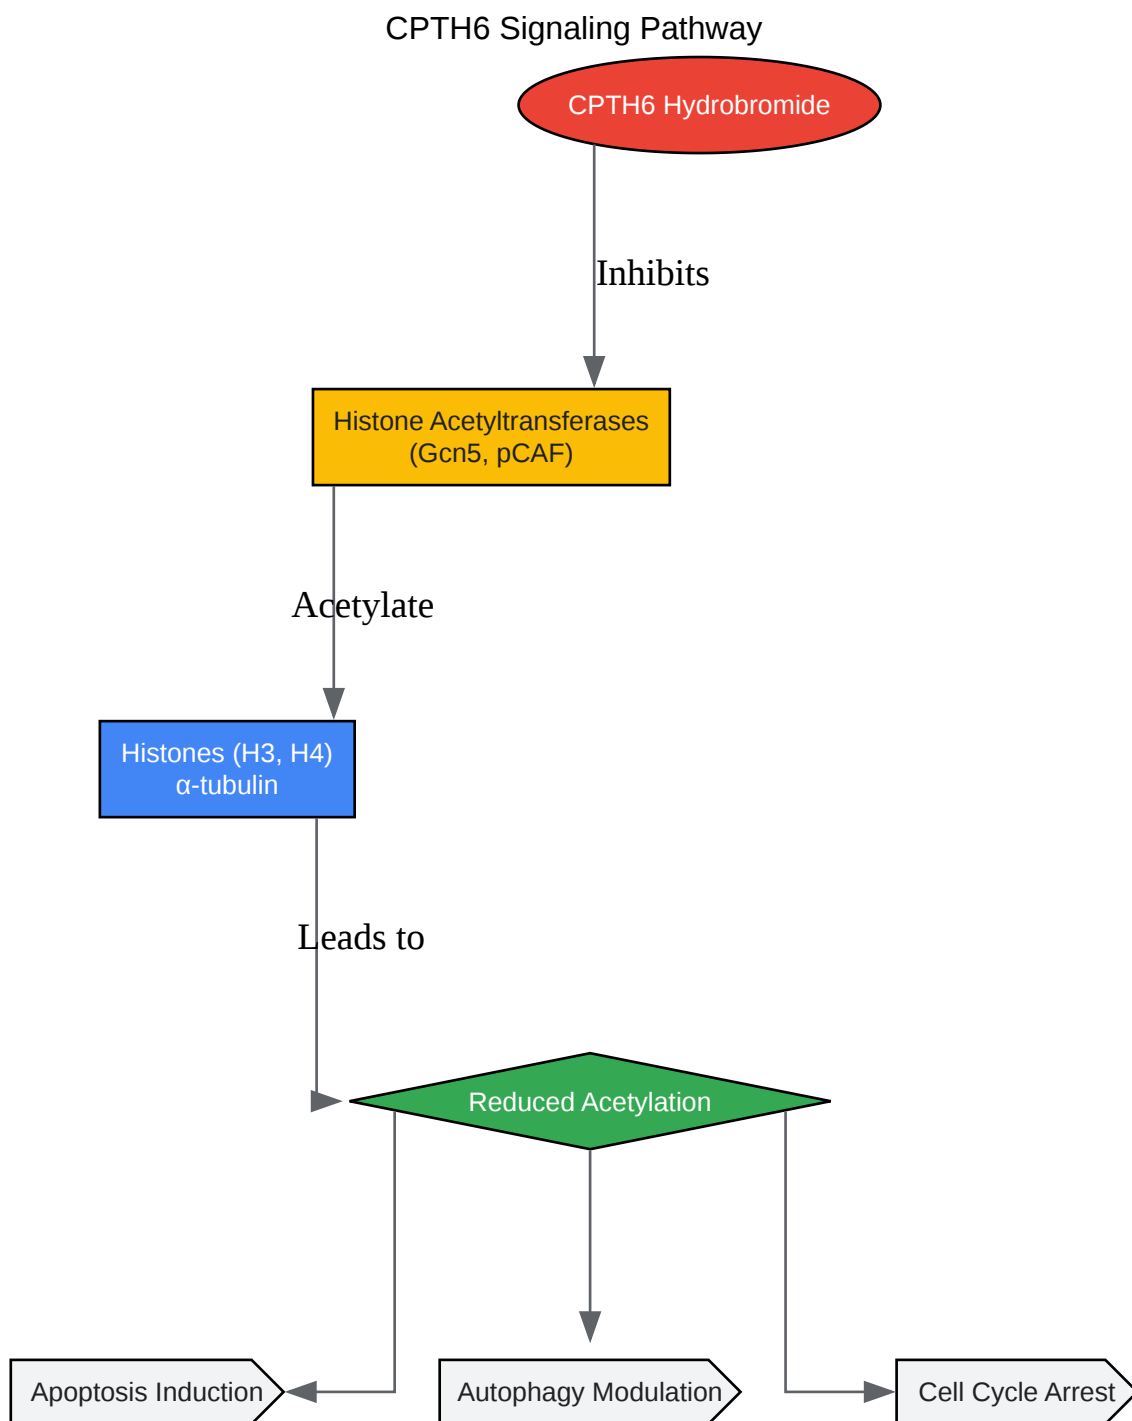 CPTH6 Signaling Pathway
CPTH6 Hydrobromide
Inhibits
Histone Acetyltransferases
(Gcn5, pCAF)
Acetylate
Histones (H3, H4)
α-tubulin
Leads to
Reduced Acetylation
Apoptosis Induction
Autophagy Modulation
Cell Cycle Arrest